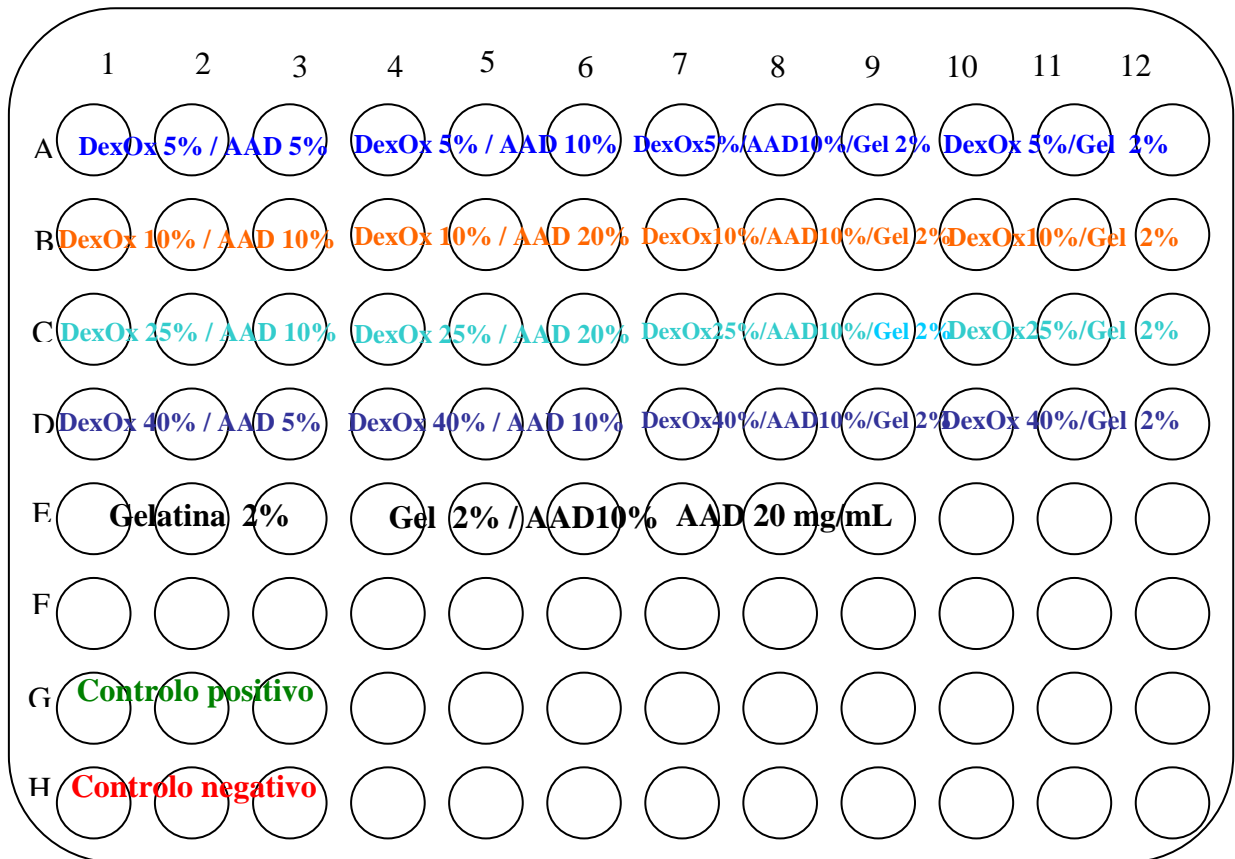 1 2 3 4 5 6 7 8 9 10 11 12
A DexOx 5% / AAD 5% DexOx 5% / AAD 10% DexOx5%/AAD10%/Gel 2% DexOx 5%/Gel 2%
B DexOx 10% / AAD 10% DexOx 10% / AAD 20% DexOx10%/AAD10%/Gel 2% DexOx10%/Gel 2%
C DexOx 25% / AAD 10% DexOx 25% / AAD 20% DexOx25%/AAD10%/Gel 2% DexOx25%/Gel 2%
D DexOx 40% / AAD 5% DexOx 40% / AAD 10% DexOx40%/AAD10%/Gel 2% DexOx 40%/Gel 2%
E Gelatina 2% Gel 2% / AAD10% AAD 20 mg/mL
F
G Controlo positivo
H Controlo negativo